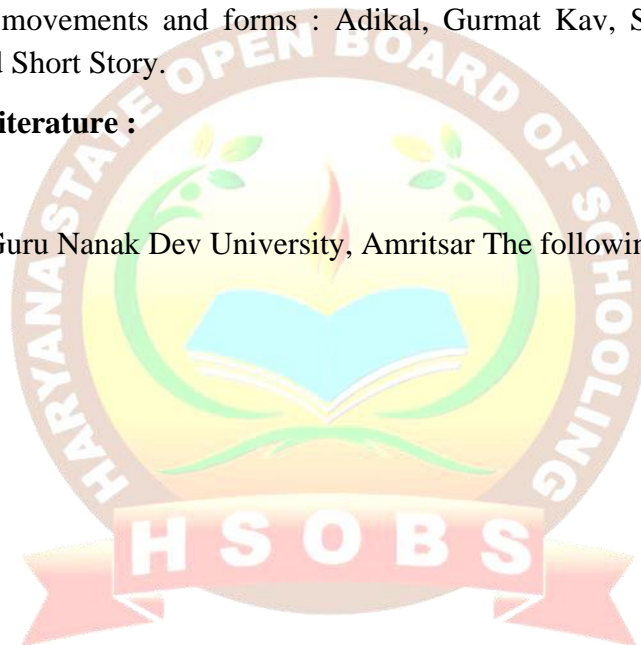 movements and forms : Adikal, Gurmat Kav, S
Short Story.
iterature :
Guru Nanak Dev University, Amritsar The followin
HARYANA STATE OPEN BOARD OF SCHOOLING
HSOBS